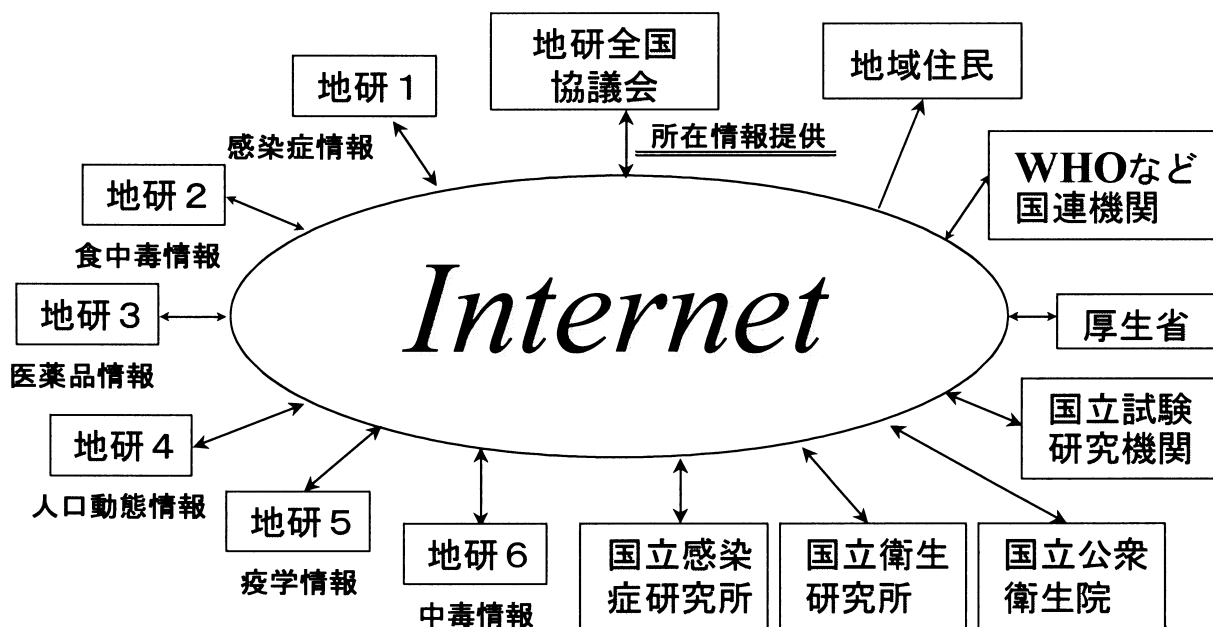 地研全国
協議会
地域住民
地研１
感染症情報
所在情報提供
WHOなど
国連機関
地研２
食中毒情報
Internet
地研３
医薬品情報
厚生省
国立試験
研究機関
地研４
人口動態情報
地研５
疫学情報
地研６
中毒情報
国立感染
症研究所
国立衛生
研究所
国立公衆
衛生院